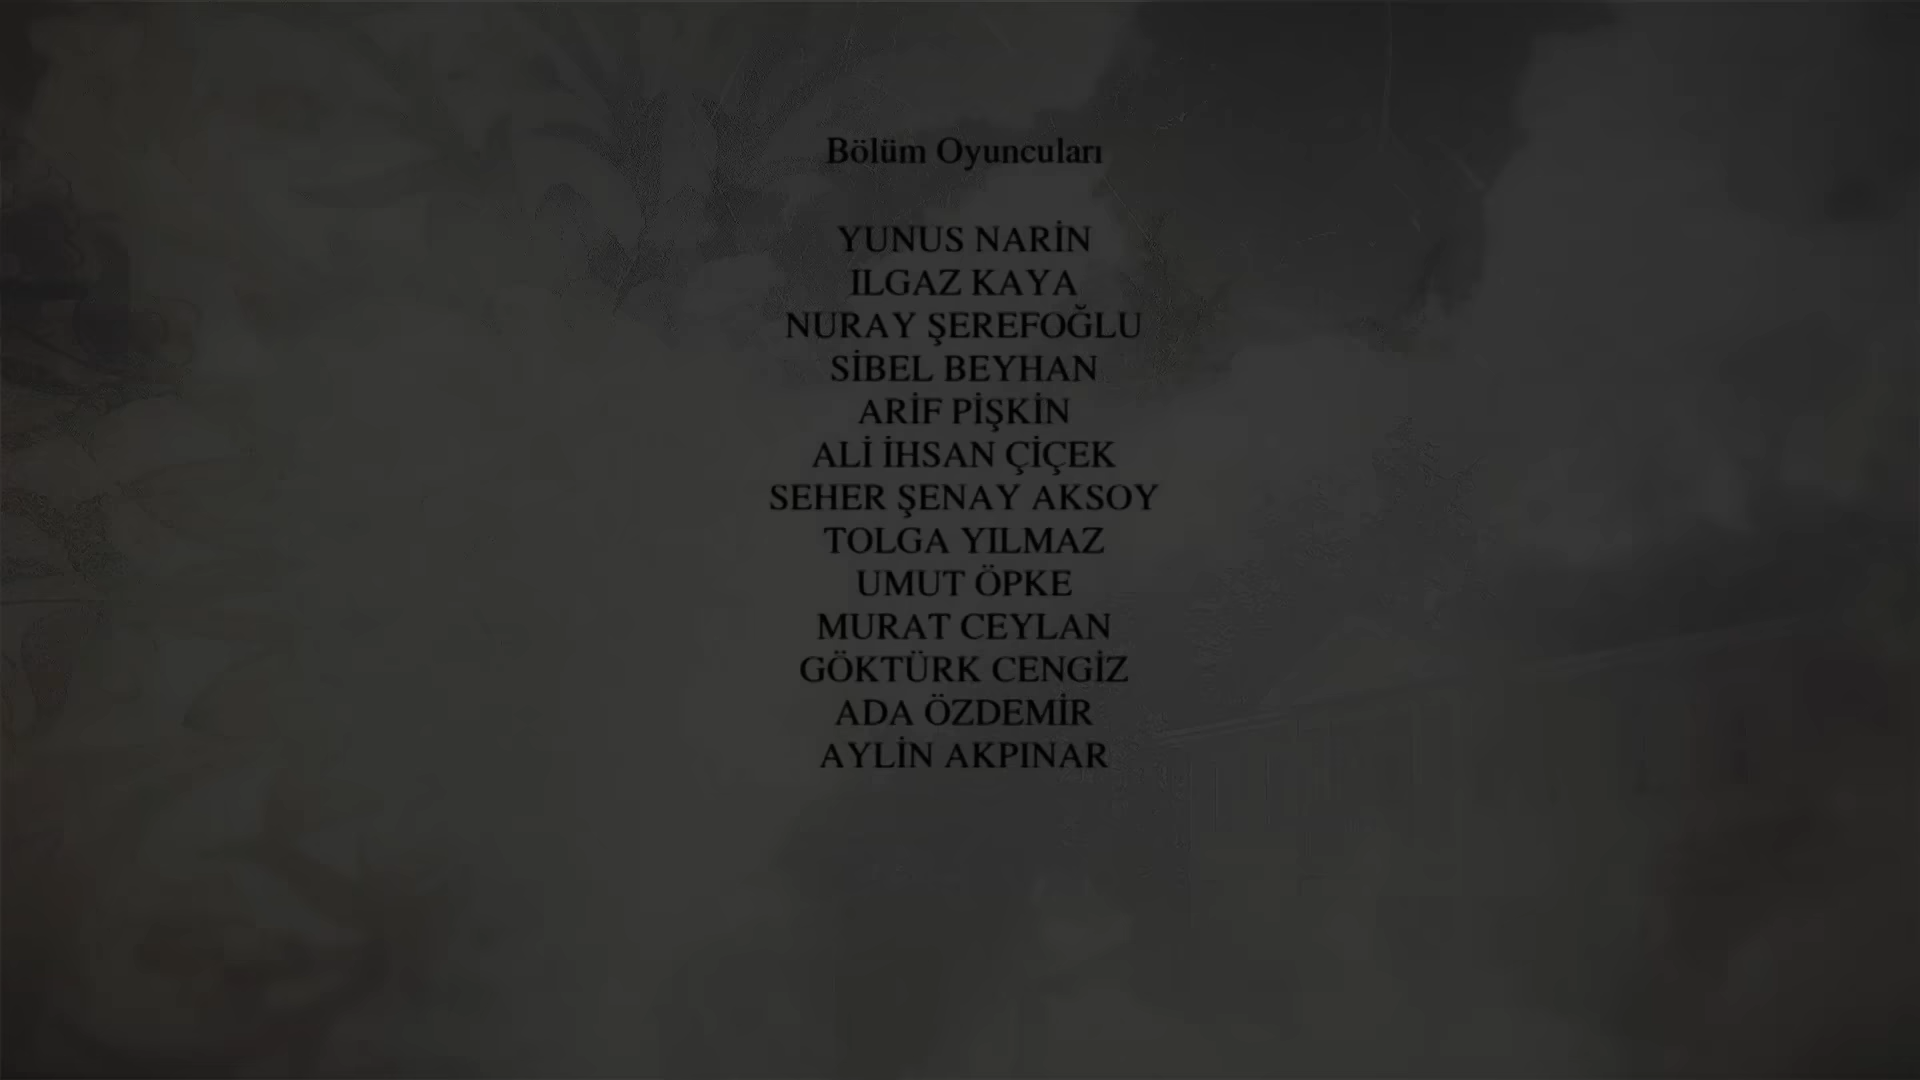 Bölüm Oyuncuları
YUNUS NARİN
ILGAZ KAYA
NURAY ŞEREFOĞLU
SİBEL BEYHAN
ARİF PİŞKİN
ALİ İHSAN ÇİÇEK
SEHER ŞENAY AKSOY
TOLGA YILMAZ
UMUT ÖPKE
MURAT CEYLAN
GÖKTÜRK CENGİZ
ADA ÖZDEMİR
AYLİN AKPINAR